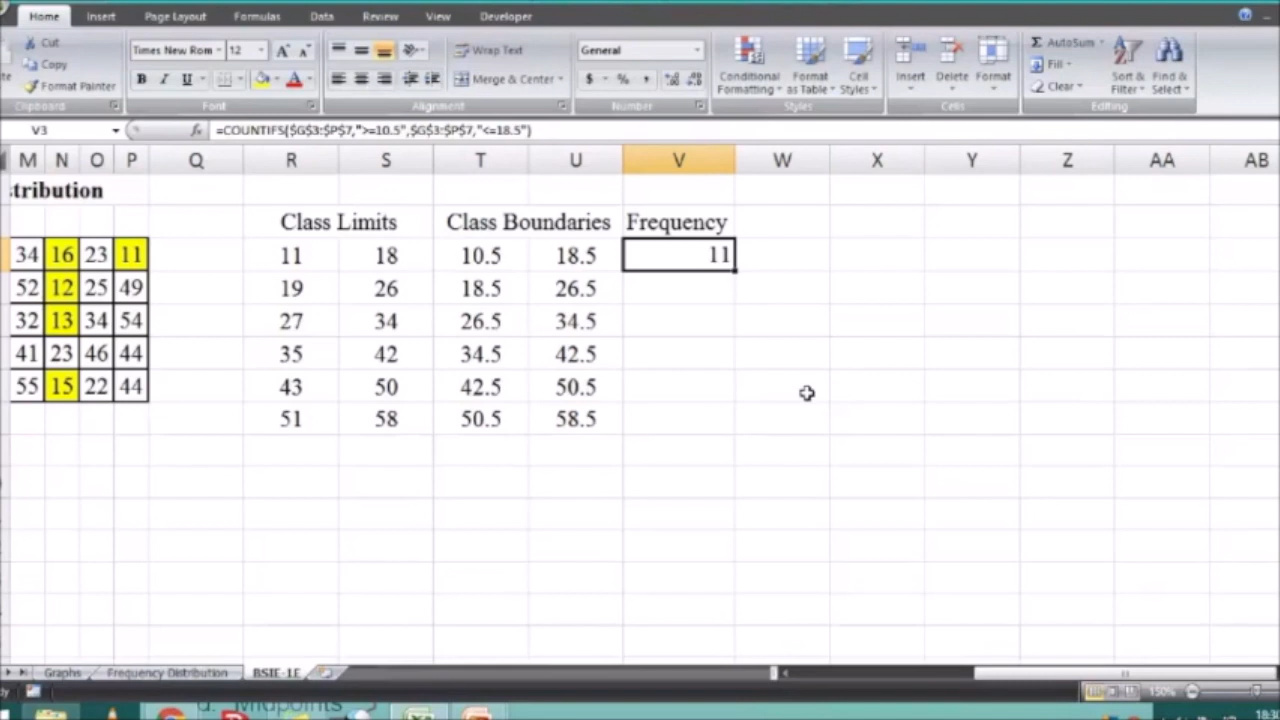 Home Insert Page Layout Formulas Data Review View Developer
Cut
Copy
Format Painter
Clipboard
Times New Rom 12
B I U
Font
Wrap Text
Merge & Center
Alignment
General
$ % ,
Number
Conditional Formatting
Format as Table
Cell Styles
Styles
Insert Delete Format
Cells
Σ AutoSum
Fill
Clear
Sort & Filter
Find & Select
Editing
V3 fx =COUNTIFS($G$3:$P$7,">=10.5",$G$3:$P$7,"<=18.5")
M N O P Q R S T U V W X Y Z AA AB
stribution
Class Limits Class Boundaries Frequency
34 16 23 11 11 18 10.5 18.5 11
52 12 25 49 19 26 18.5 26.5
32 13 34 54 27 34 26.5 34.5
41 23 46 44 35 42 34.5 42.5
55 15 22 44 43 50 42.5 50.5
51 58 50.5 58.5
Graphs Frequency Distribution BSIE-1E
150%
Midpoints